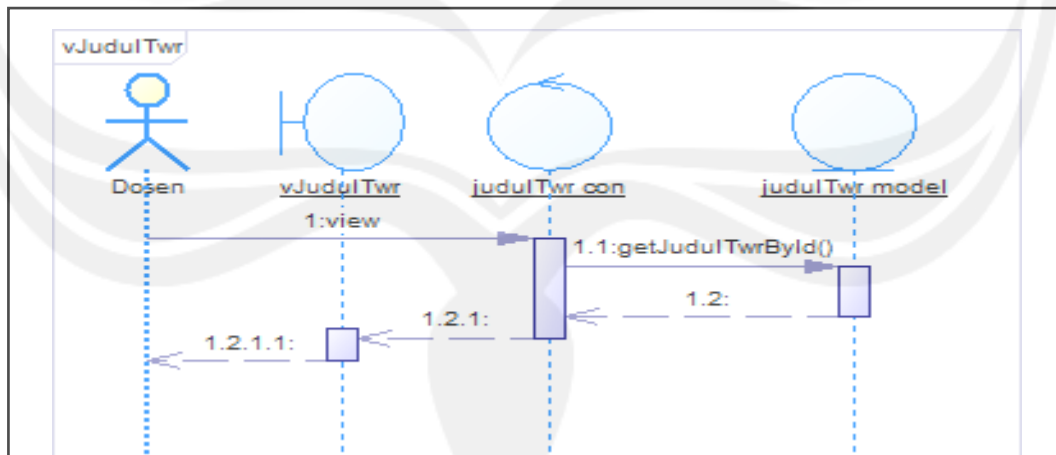 vJudulTwr
Dosen
vJudulTwr
judulTwr con
judulTwr model
1:view
1.1:getJudulTwrById()
1.2:
1.2.1:
1.2.1.1: